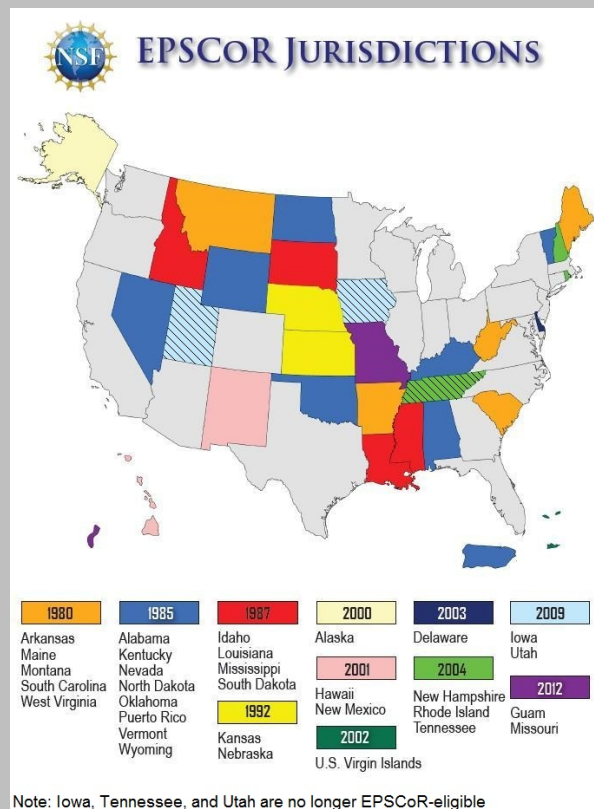 NSF
EPSCoR Jurisdictions
1980
Arkansas
Maine
Montana
South Carolina
West Virginia
1985
Alabama
Kentucky
Nevada
North Dakota
Oklahoma
Puerto Rico
Vermont
Wyoming
1987
Idaho
Louisiana
Mississippi
South Dakota
1992
Kansas
Nebraska
2000
Alaska
2001
Hawaii
New Mexico
2002
U.S. Virgin Islands
2003
Delaware
2004
New Hampshire
Rhode Island
Tennessee
2009
Iowa
Utah
2012
Guam
Missouri
Note: Iowa, Tennessee, and Utah are no longer EPSCoR-eligible